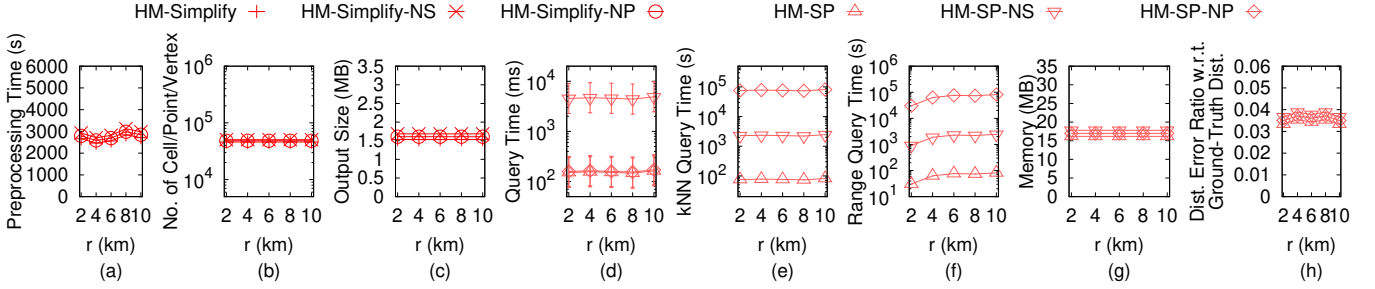 HM-Simplify HM-Simplify-NS HM-Simplify-NP HM-SP HM-SP-NS HM-SP-NP
Preprocessing Time (s)
6000
5000
4000
3000
2000
1000
0
2 4 6 8 10
r (km)
(a)
No. of Cell/Point/Vertex
10^6
10^5
10^4
2 4 6 8 10
r (km)
(b)
Output Size (MB)
3.5
3
2.5
2
1.5
1
0.5
0
2 4 6 8 10
r (km)
(c)
Query Time (ms)
10^4
10^3
10^2
2 4 6 8 10
r (km)
(d)
kNN Query Time (s)
10^5
10^4
10^3
10^2
2 4 6 8 10
r (km)
(e)
Range Query Time (s)
10^6
10^5
10^4
10^3
10^2
10^1
2 4 6 8 10
r (km)
(f)
Memory (MB)
35
30
25
20
15
10
5
0
2 4 6 8 10
r (km)
(g)
Dist. Error Ratio w.r.t.
Ground-Truth Dist.
0.06
0.05
0.04
0.03
0.02
0.01
0
2 4 6 8 10
r (km)
(h)